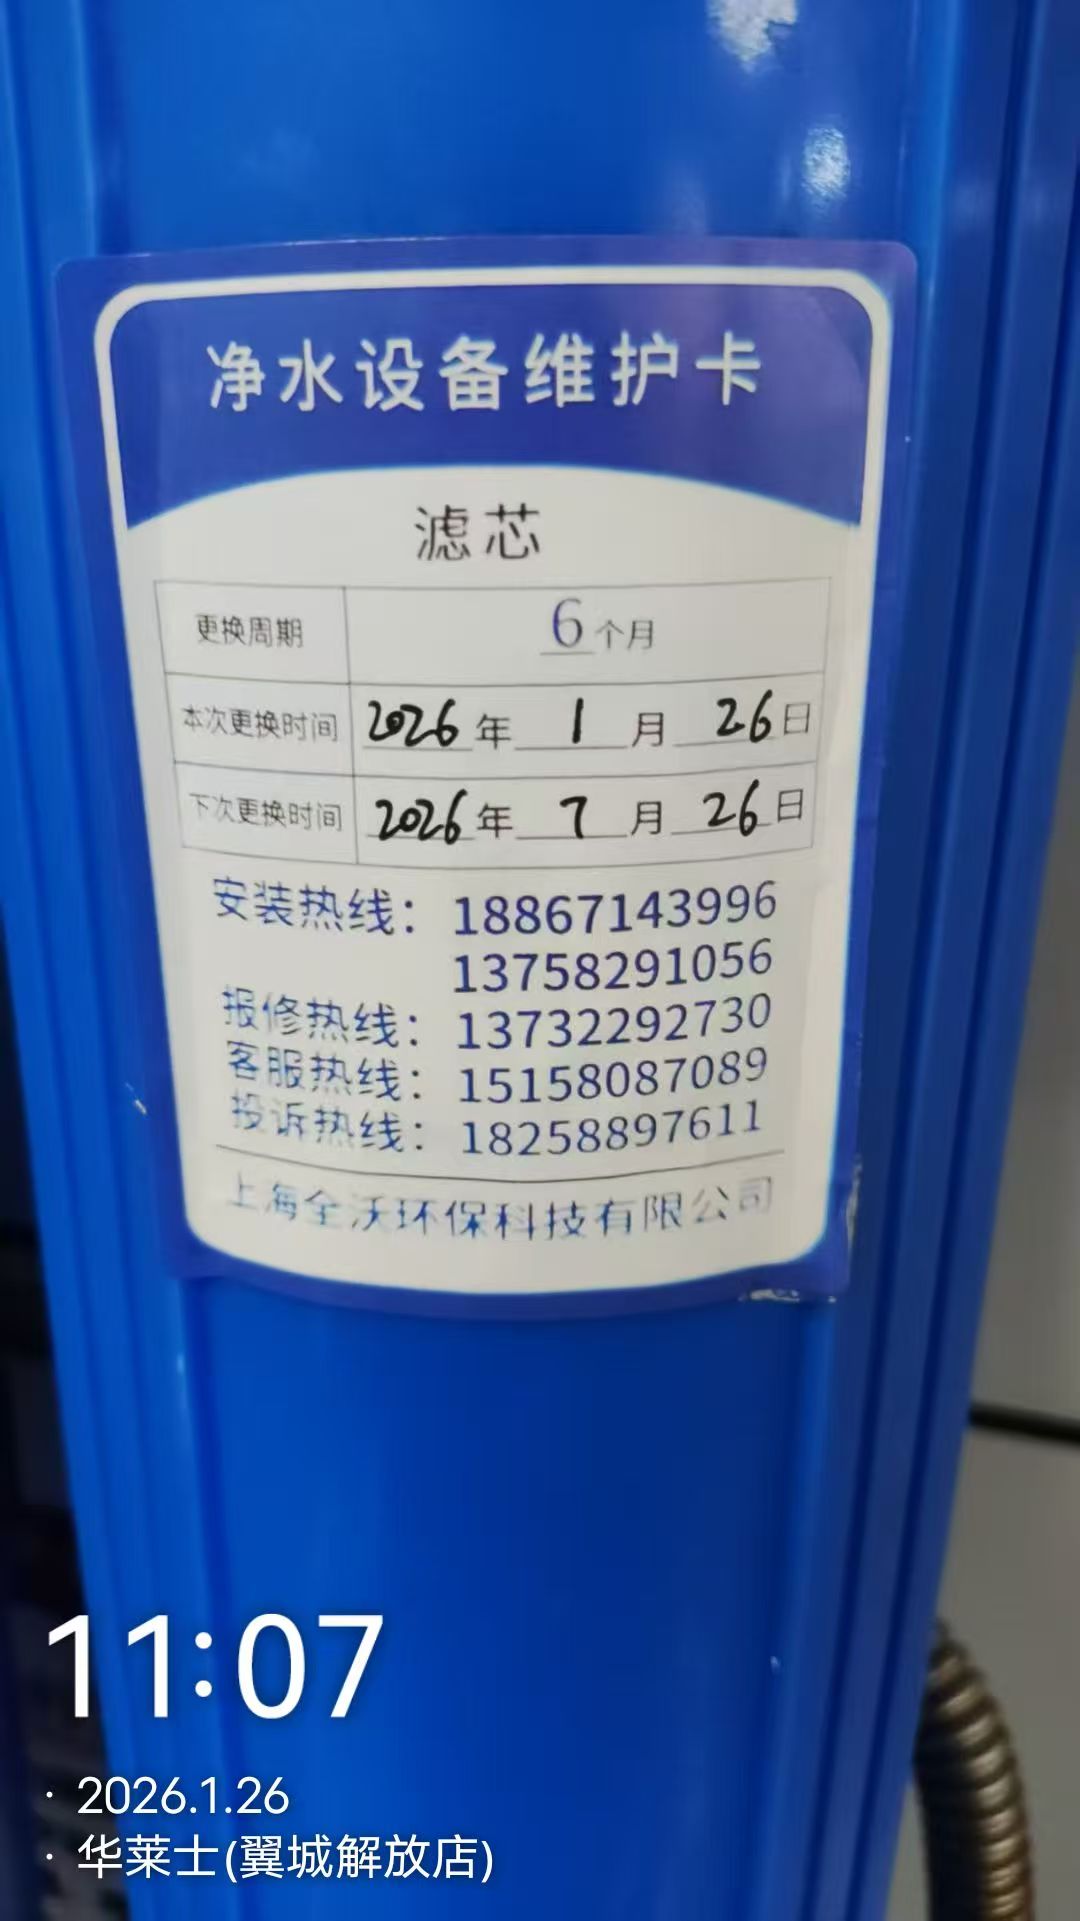 净水设备维护卡
滤芯
更换周期 6个月
本次更换时间 2026年1月26日
下次更换时间 2026年7月26日
安装热线：18867143996
13758291056
报修热线：13732292730
客服热线：15158087089
投诉热线：18258897611
上海全沃环保科技有限公司
11:07
· 2026.1.26
· 华莱士(翼城解放店)